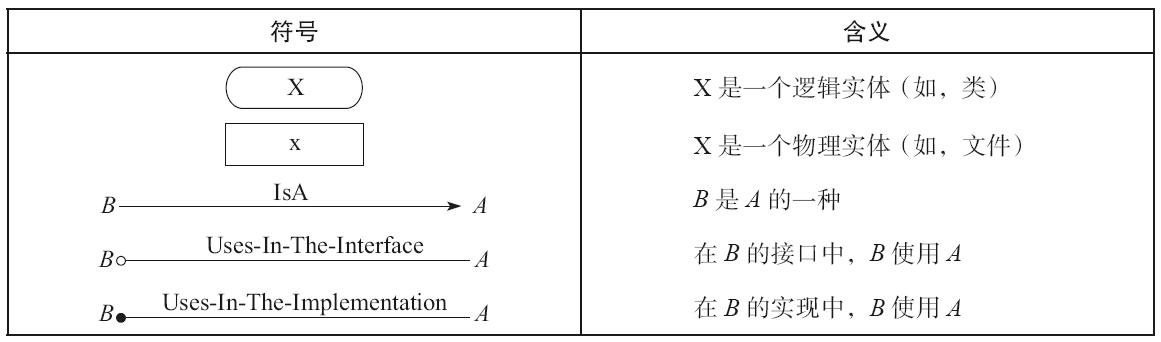 符号 含义
X X 是一个逻辑实体（如，类）
x X 是一个物理实体（如，文件）
IsA
B A B 是 A 的一种
Uses-In-The-Interface
B A 在 B 的接口中，B 使用 A
Uses-In-The-Implementation
B A 在 B 的实现中，B 使用 A